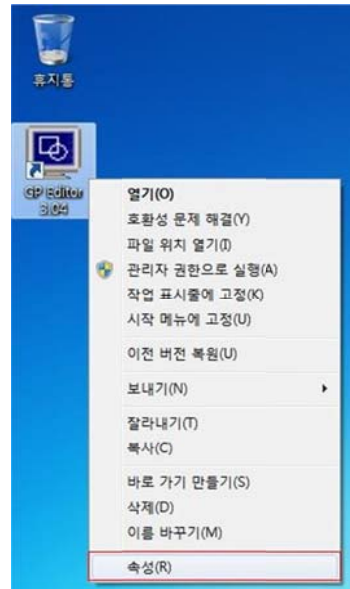 휴지통
GP Editor
3.04
열기(O)
호환성 문제 해결(Y)
파일 위치 열기(I)
관리자 권한으로 실행(A)
작업 표시줄에 고정(K)
시작 메뉴에 고정(U)
이전 버전 복원(U)
보내기(N)
잘라내기(T)
복사(C)
바로 가기 만들기(S)
삭제(D)
이름 바꾸기(M)
속성(R)